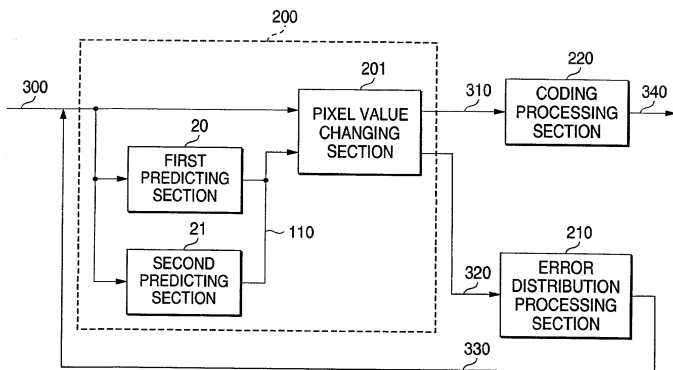 200
300
201
PIXEL VALUE
CHANGING
SECTION
310
220
CODING
PROCESSING
SECTION
340
20
FIRST
PREDICTING
SECTION
21
SECOND
PREDICTING
SECTION
110
320
210
ERROR
DISTRIBUTION
PROCESSING
SECTION
330